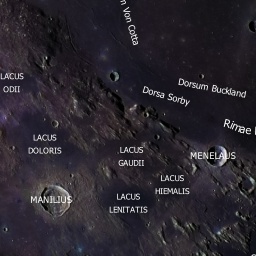 m Von Cotta
LACUS
ODII
Dorsum Buckland
Dorsa Sorby
Rimae
LACUS
DOLORIS
LACUS
GAUDII
MENELAUS
LACUS
HIEMALIS
MANILIUS
LACUS
LENITATIS